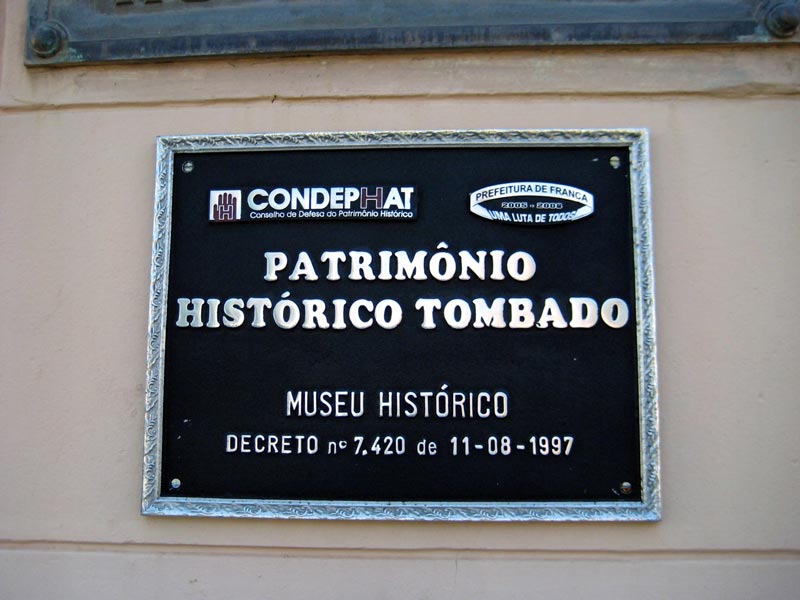 CONDEPHAT
Conselho de Defesa do Patrimônio Histórico
PREFEITURA DE FRANCA
2005 - 2008
UMA LUTA DE TODOS
PATRIMÔNIO
HISTÓRICO TOMBADO
MUSEU HISTÓRICO
DECRETO nº 7.420 de 11-08-1997